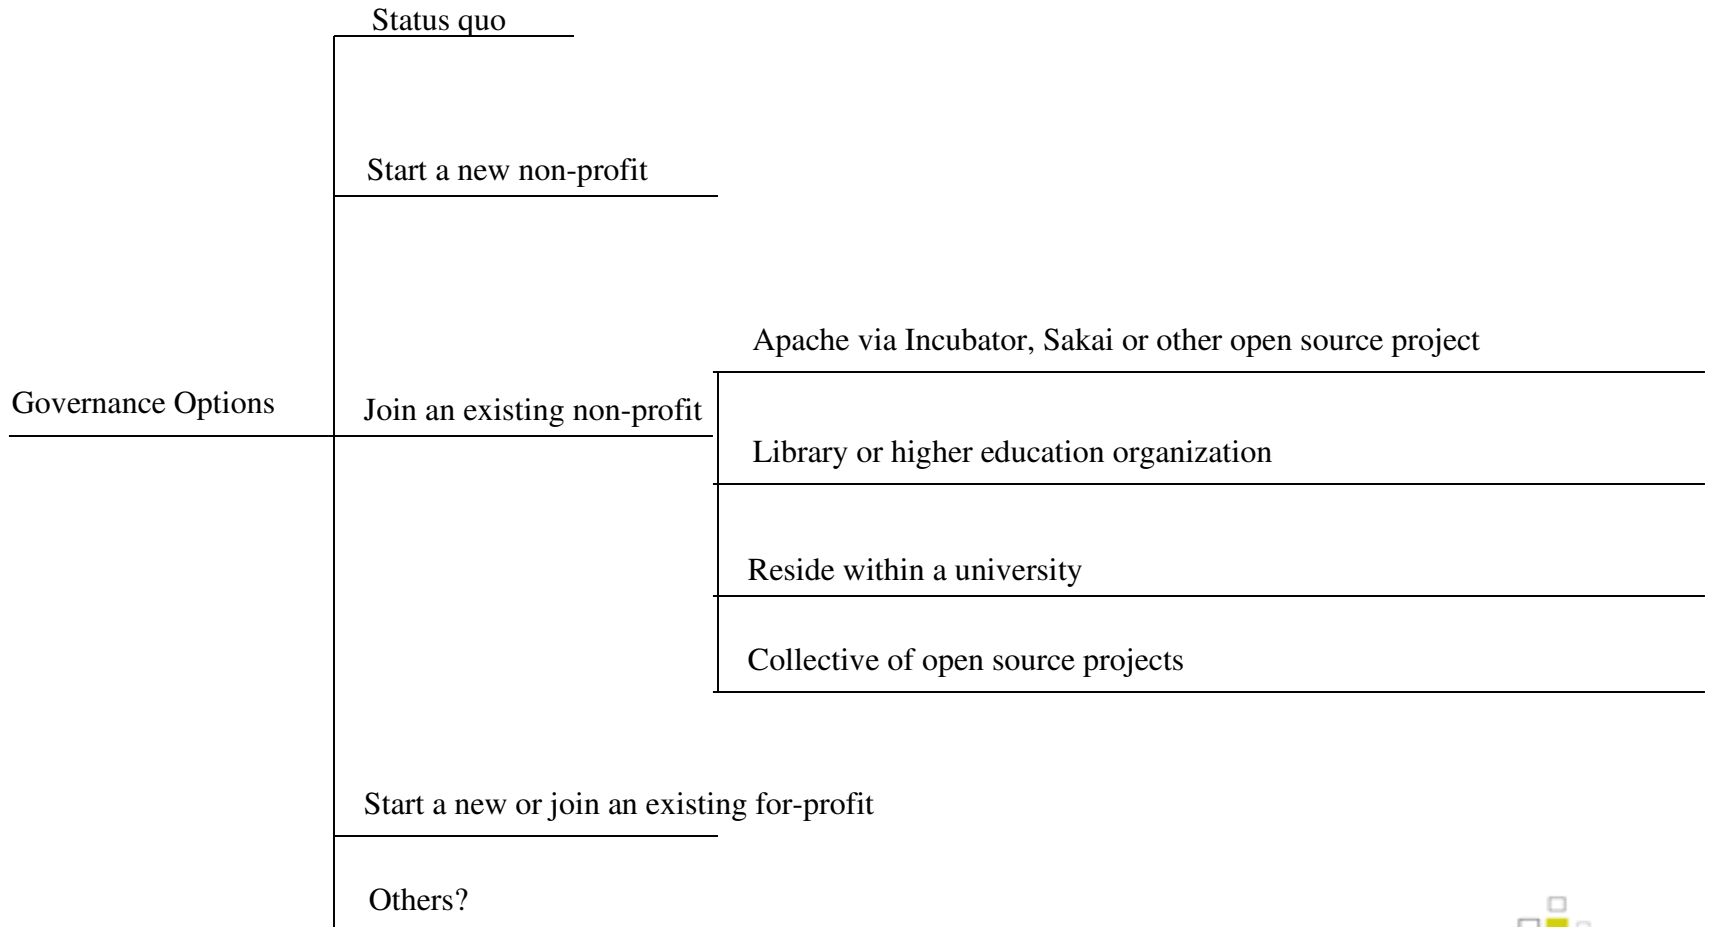 Status quo
Start a new non-profit
Apache via Incubator, Sakai or other open source project
Governance Options
Join an existing non-profit
Library or higher education organization
Reside within a university
Collective of open source projects
Start a new or join an existing for-profit
Others?